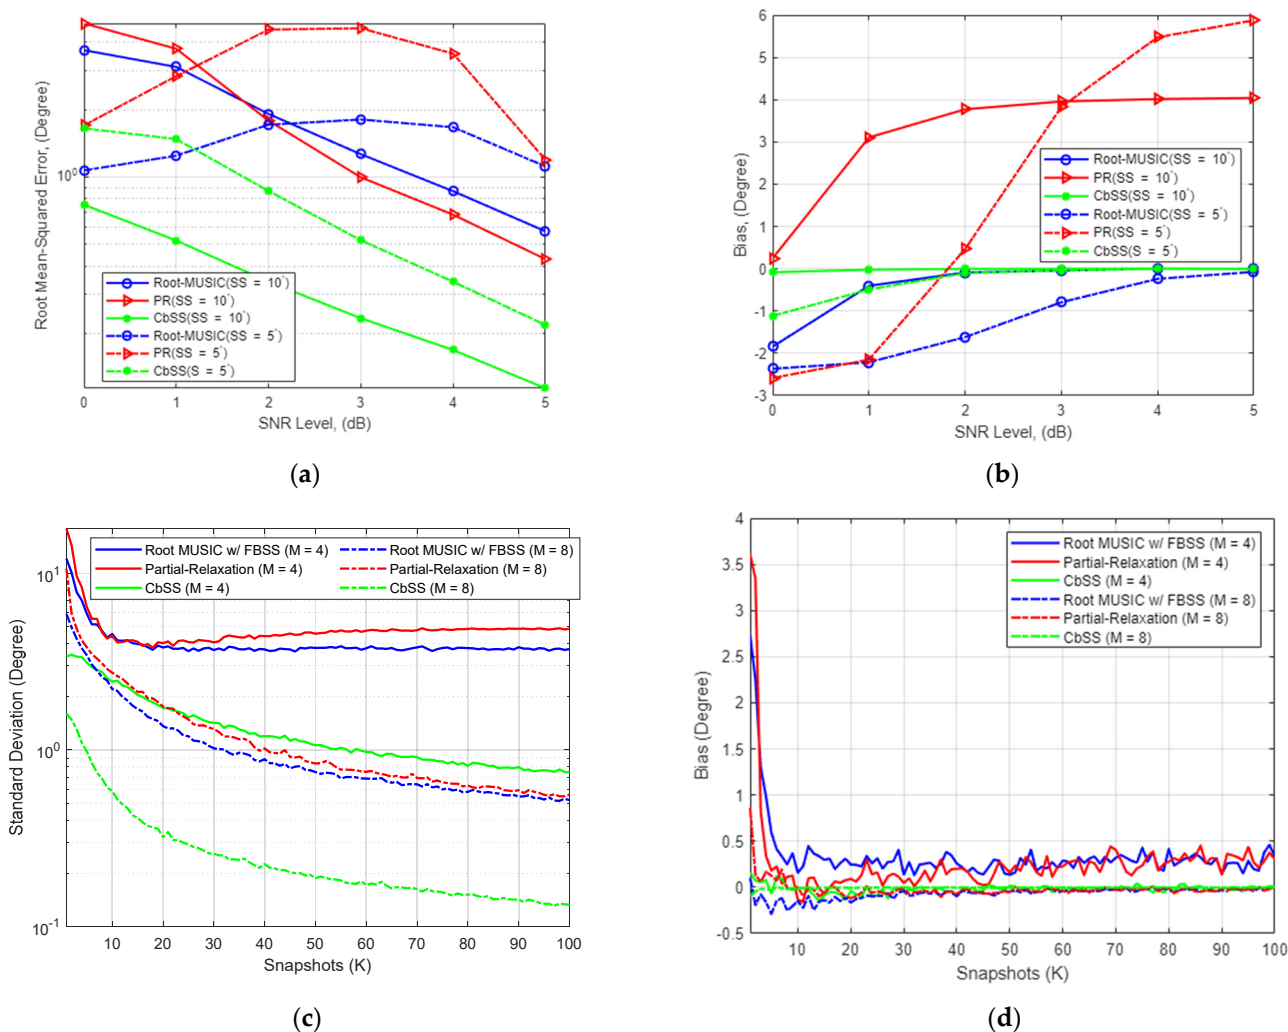 Root Mean-Squared Error, (Degree)
10⁰
Root-MUSIC(SS = 10°)
PR(SS = 10°)
CbSS(SS = 10°)
Root-MUSIC(SS = 5°)
PR(SS = 5°)
CbSS(S = 5°)
0 1 2 3 4 5
SNR Level, (dB)
(a)
Bias, (Degree)
6
5
4
3
2
1
0
-1
-2
-3
Root-MUSIC(SS = 10°)
PR(SS = 10°)
CbSS(SS = 10°)
Root-MUSIC(SS = 5°)
PR(SS = 5°)
CbSS(S = 5°)
0 1 2 3 4 5
SNR Level, (dB)
(b)
Standard Deviation (Degree)
10¹
10⁰
10⁻¹
Root MUSIC w/ FBSS (M = 4)
Partial-Relaxation (M = 4)
CbSS (M = 4)
Root MUSIC w/ FBSS (M = 8)
Partial-Relaxation (M = 8)
CbSS (M = 8)
10 20 30 40 50 60 70 80 90 100
Snapshots (K)
(c)
Bias (Degree)
4
3.5
3
2.5
2
1.5
1
0.5
0
-0.5
Root MUSIC w/ FBSS (M = 4)
Partial-Relaxation (M = 4)
CbSS (M = 4)
Root MUSIC w/ FBSS (M = 8)
Partial-Relaxation (M = 8)
CbSS (M = 8)
10 20 30 40 50 60 70 80 90 100
Snapshots (K)
(d)